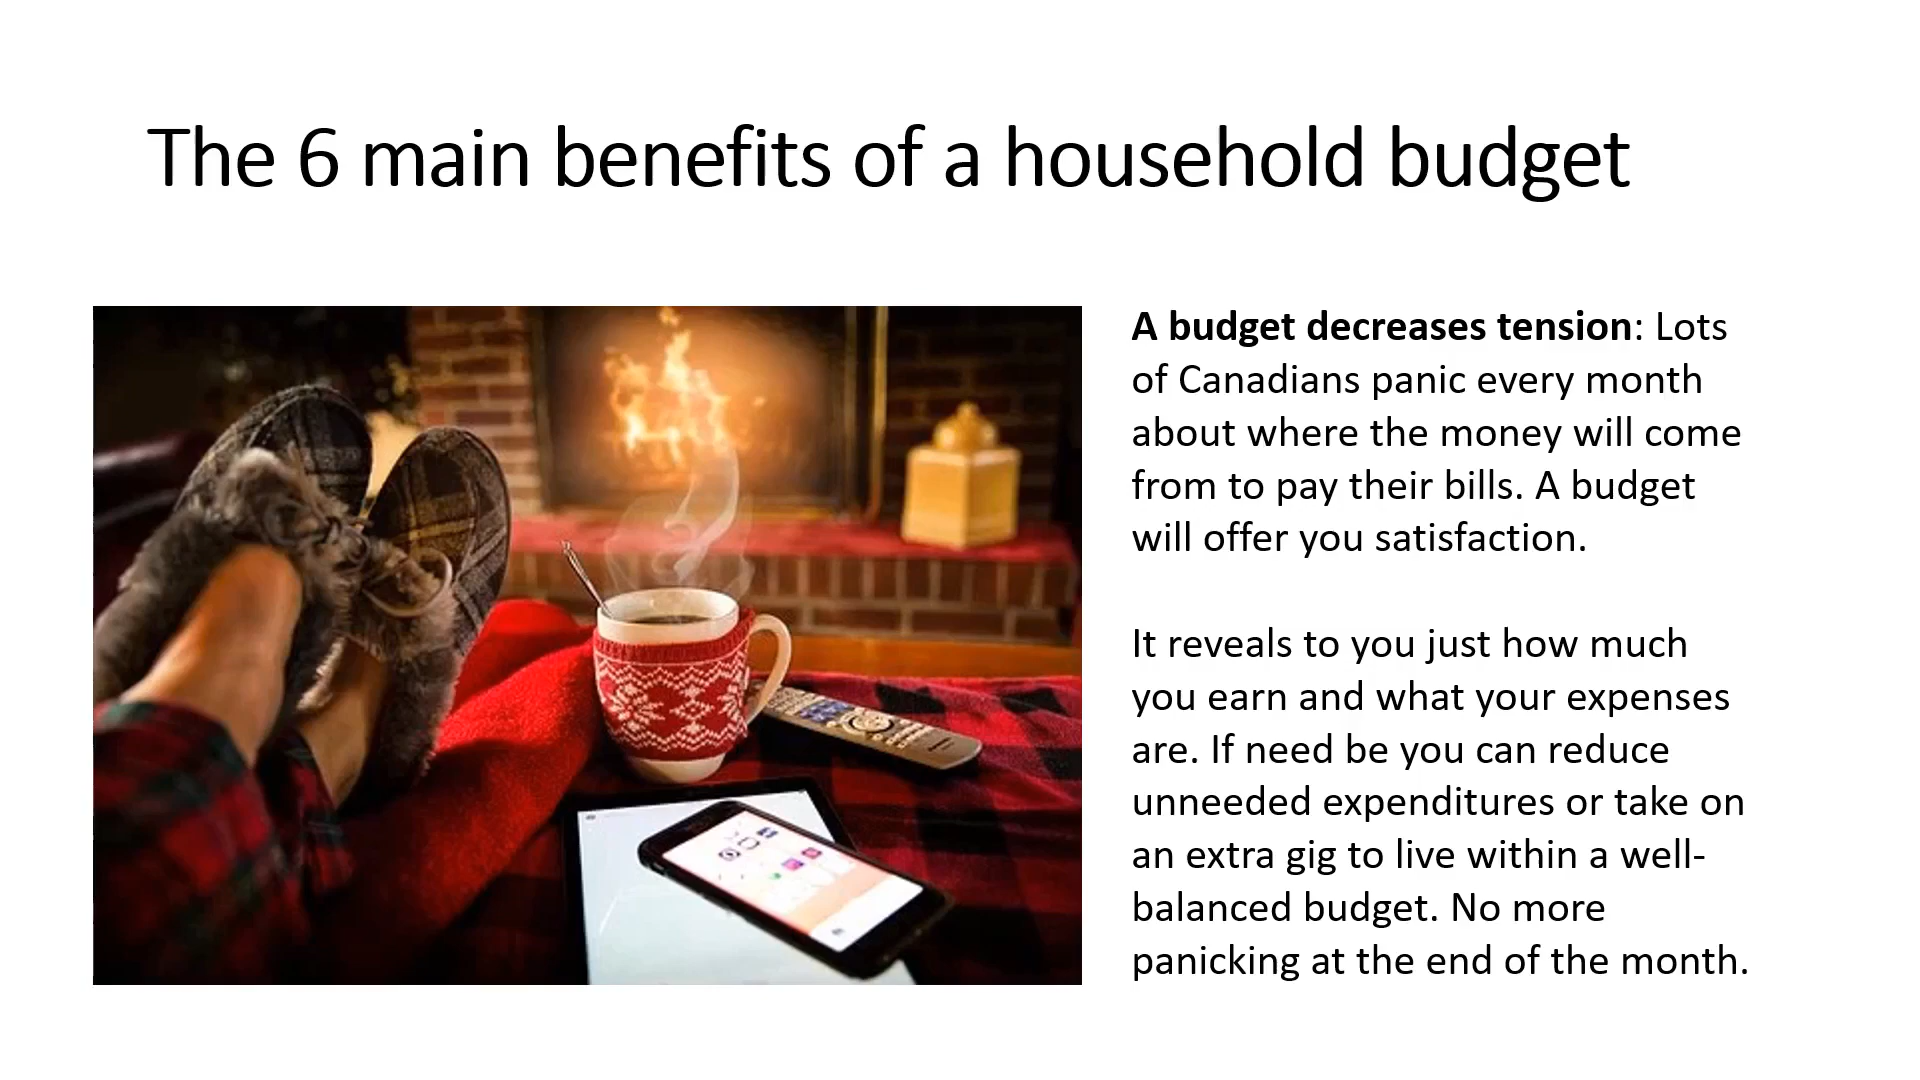 The 6 main benefits of a household budget
A budget decreases tension: Lots
of Canadians panic every month
about where the money will come
from to pay their bills. A budget
will offer you satisfaction.
It reveals to you just how much
you earn and what your expenses
are. If need be you can reduce
unneeded expenditures or take on
an extra gig to live within a well-
balanced budget. No more
panicking at the end of the month.